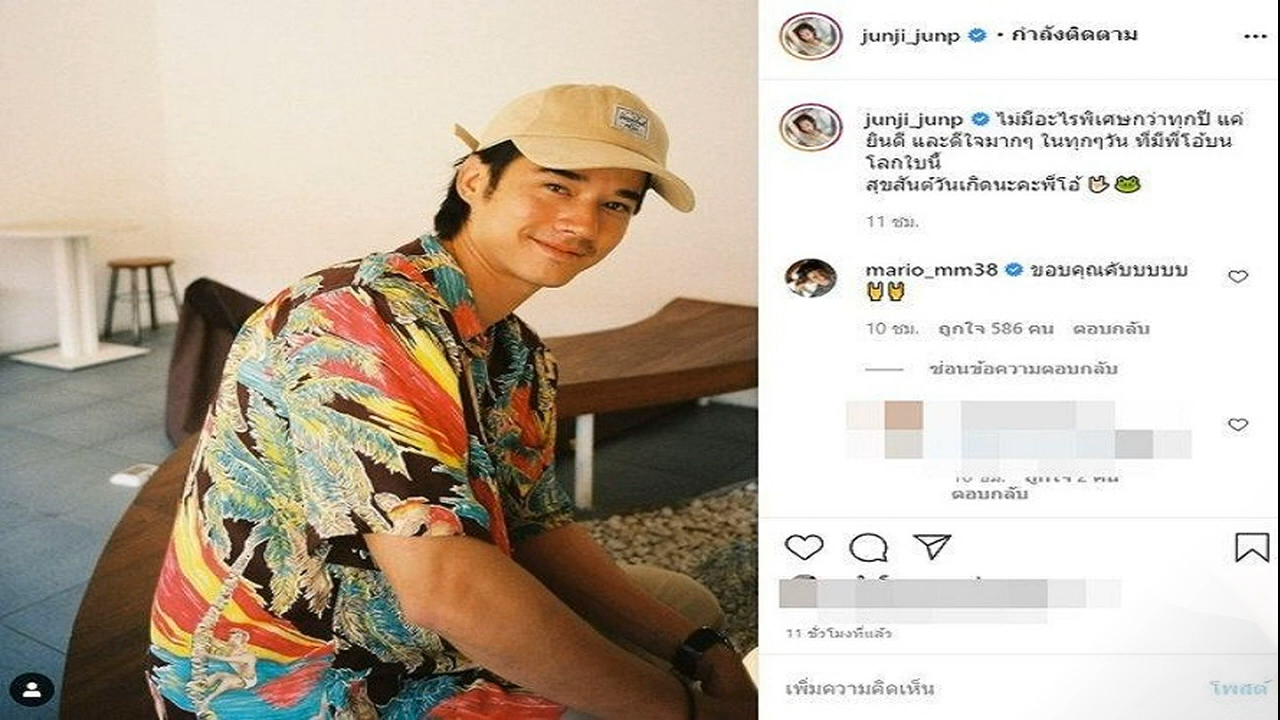 junji_junp • กำลังติดตาม
junji_junp ไม่มีอะไรพิเศษกว่าทุกปี แค่
ยินดี และดีใจมากๆ ในทุกๆวัน ที่มีพี่โอ้บน
โลกใบนี้
สุขสันต์วันเกิดนะคะพี่โอ้
11 ชม.
mario_mm38 ขอบคุณคับบบบบ
10 ชม. ถูกใจ 586 คน ตอบกลับ
ซ่อนข้อความตอบกลับ
ตอบกลับ
11 ชั่วโมงที่แล้ว
เพิ่มความคิดเห็น
โพสต์